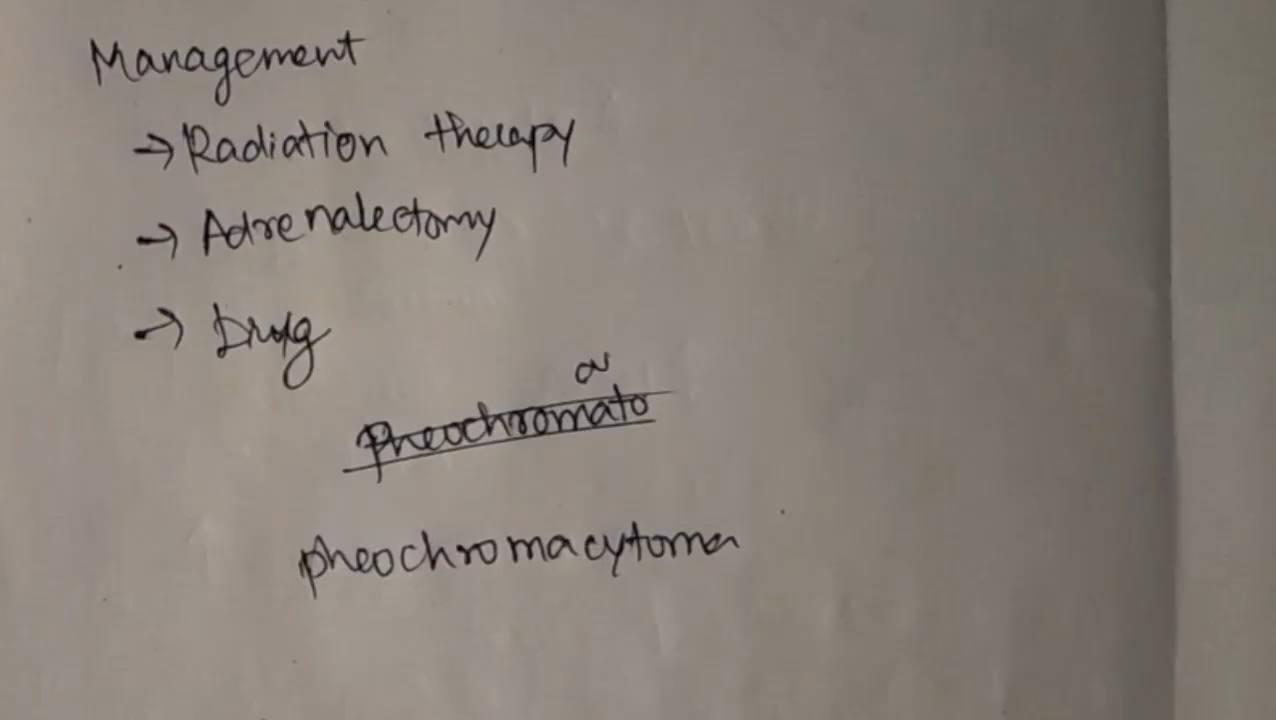 Management
→ Radiation therapy
→ Adrenalectomy
→ Drug
Pheochromato
pheochromacytoma